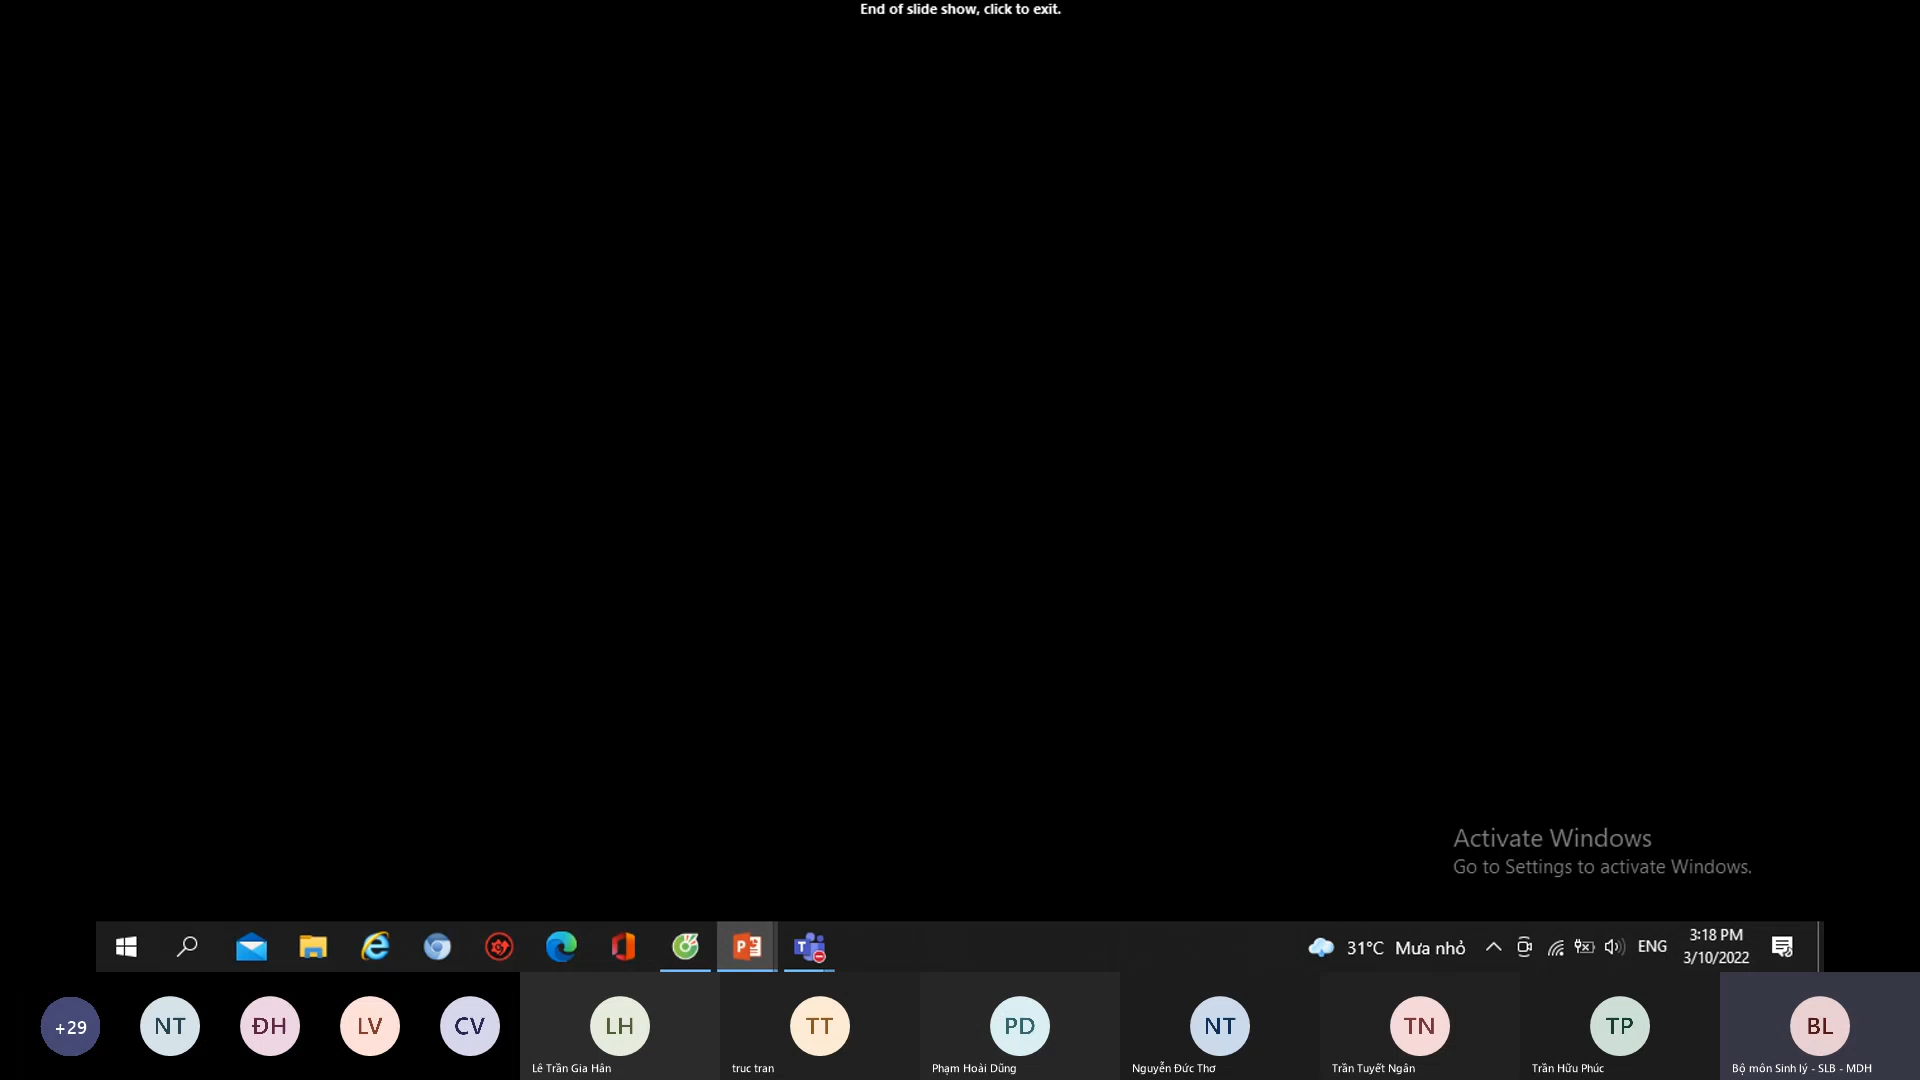 End of slide show, click to exit.
Activate Windows
Go to Settings to activate Windows.
31°C Mưa nhỏ
ENG
3:18 PM
3/10/2022
+29
NT
ĐH
LV
CV
LH
Lê Trần Gia Hân
TT
truc tran
PD
Phạm Hoài Dũng
NT
Nguyễn Đức Thơ
TN
Trần Tuyết Ngân
TP
Trần Hữu Phúc
BL
Bộ môn Sinh lý - SLB - MDH